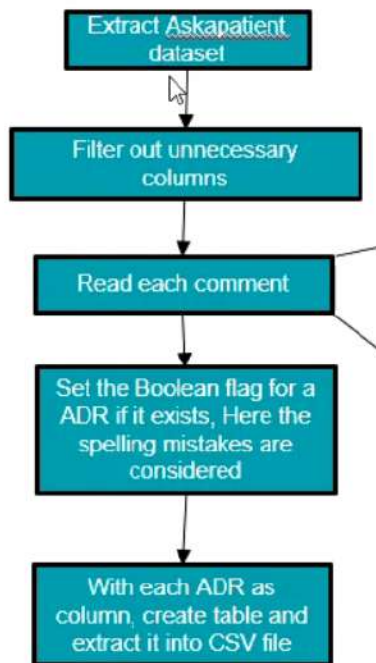 Extract Askapatient
dataset
Filter out unnecessary
columns
Read each comment
Set the Boolean flag for a
ADR if it exists, Here the
spelling mistakes are
considered
With each ADR as
column, create table and
extract it into CSV file